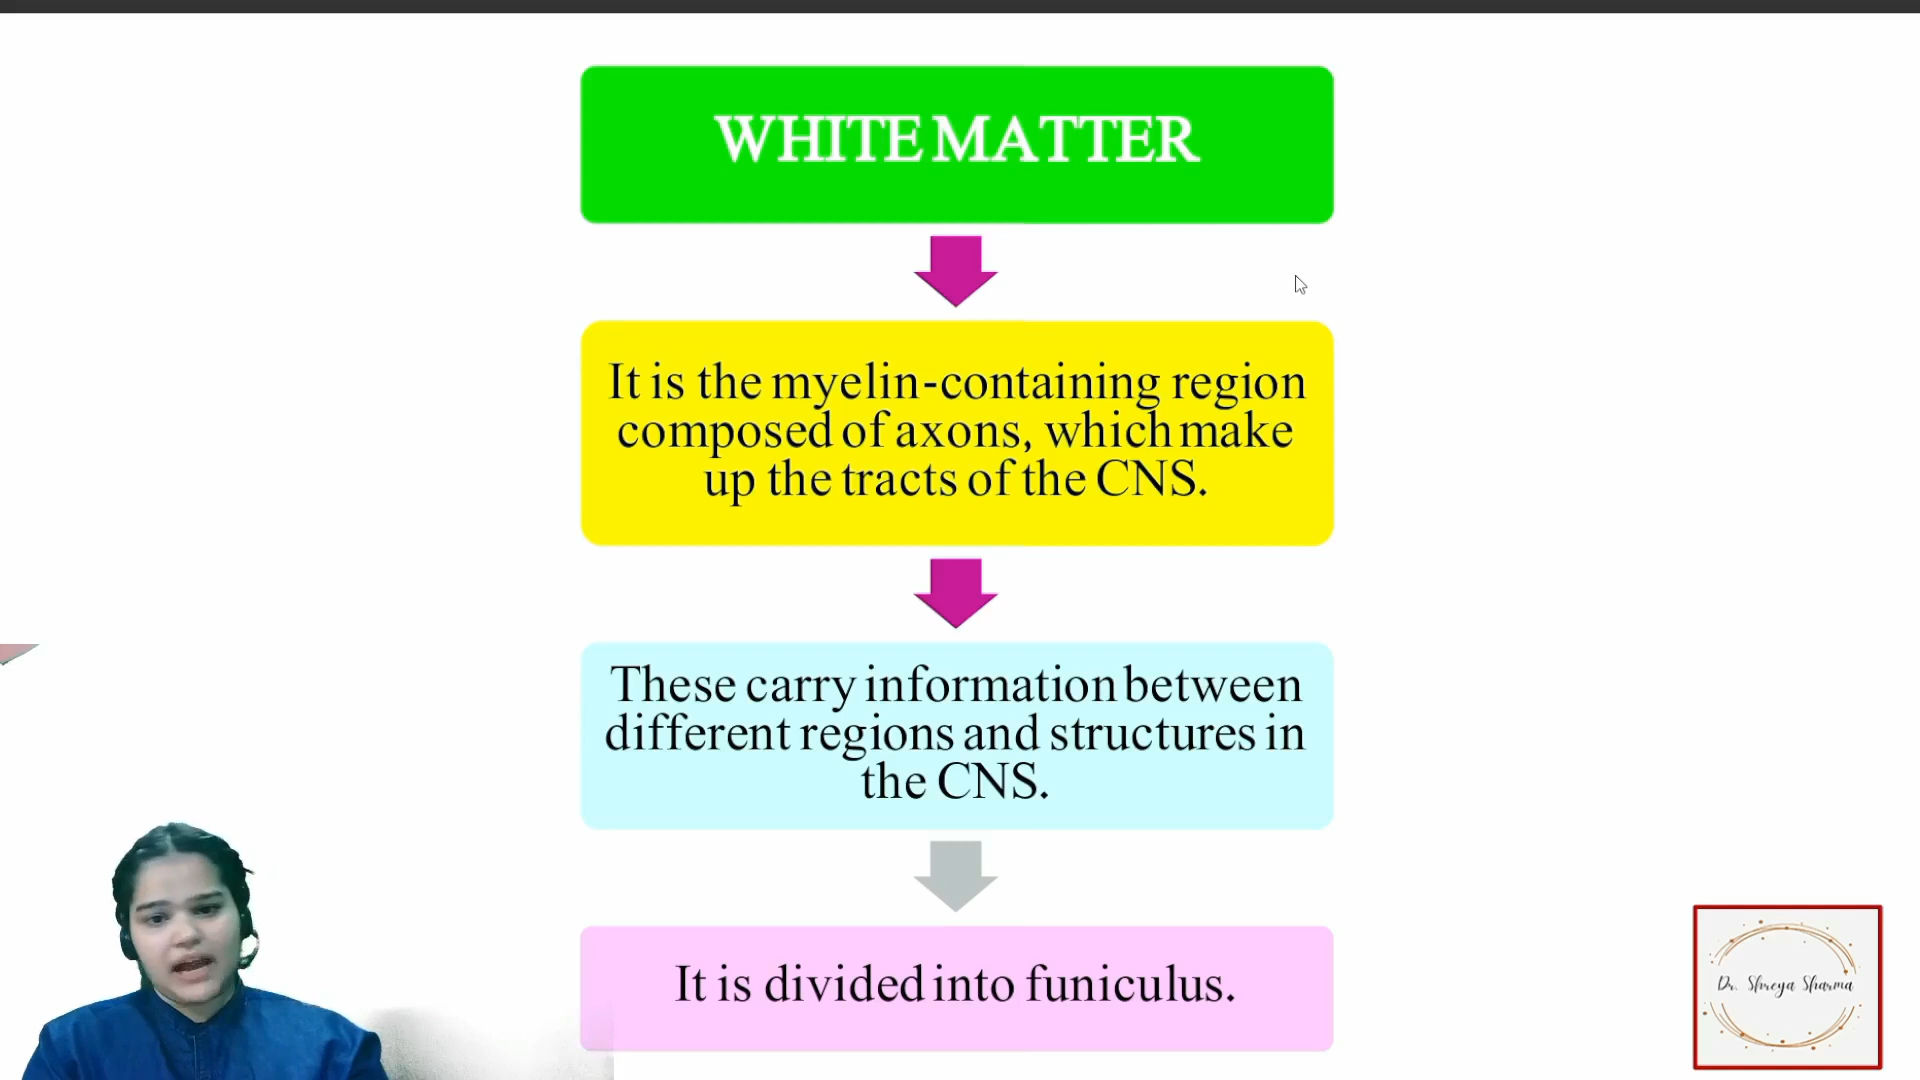 WHITE MATTER
It is the myelin-containing region
composed of axons, which make
up the tracts of the CNS.
These carry information between
different regions and structures in
the CNS.
It is divided into funiculus.
Dr. Shreya Sharma